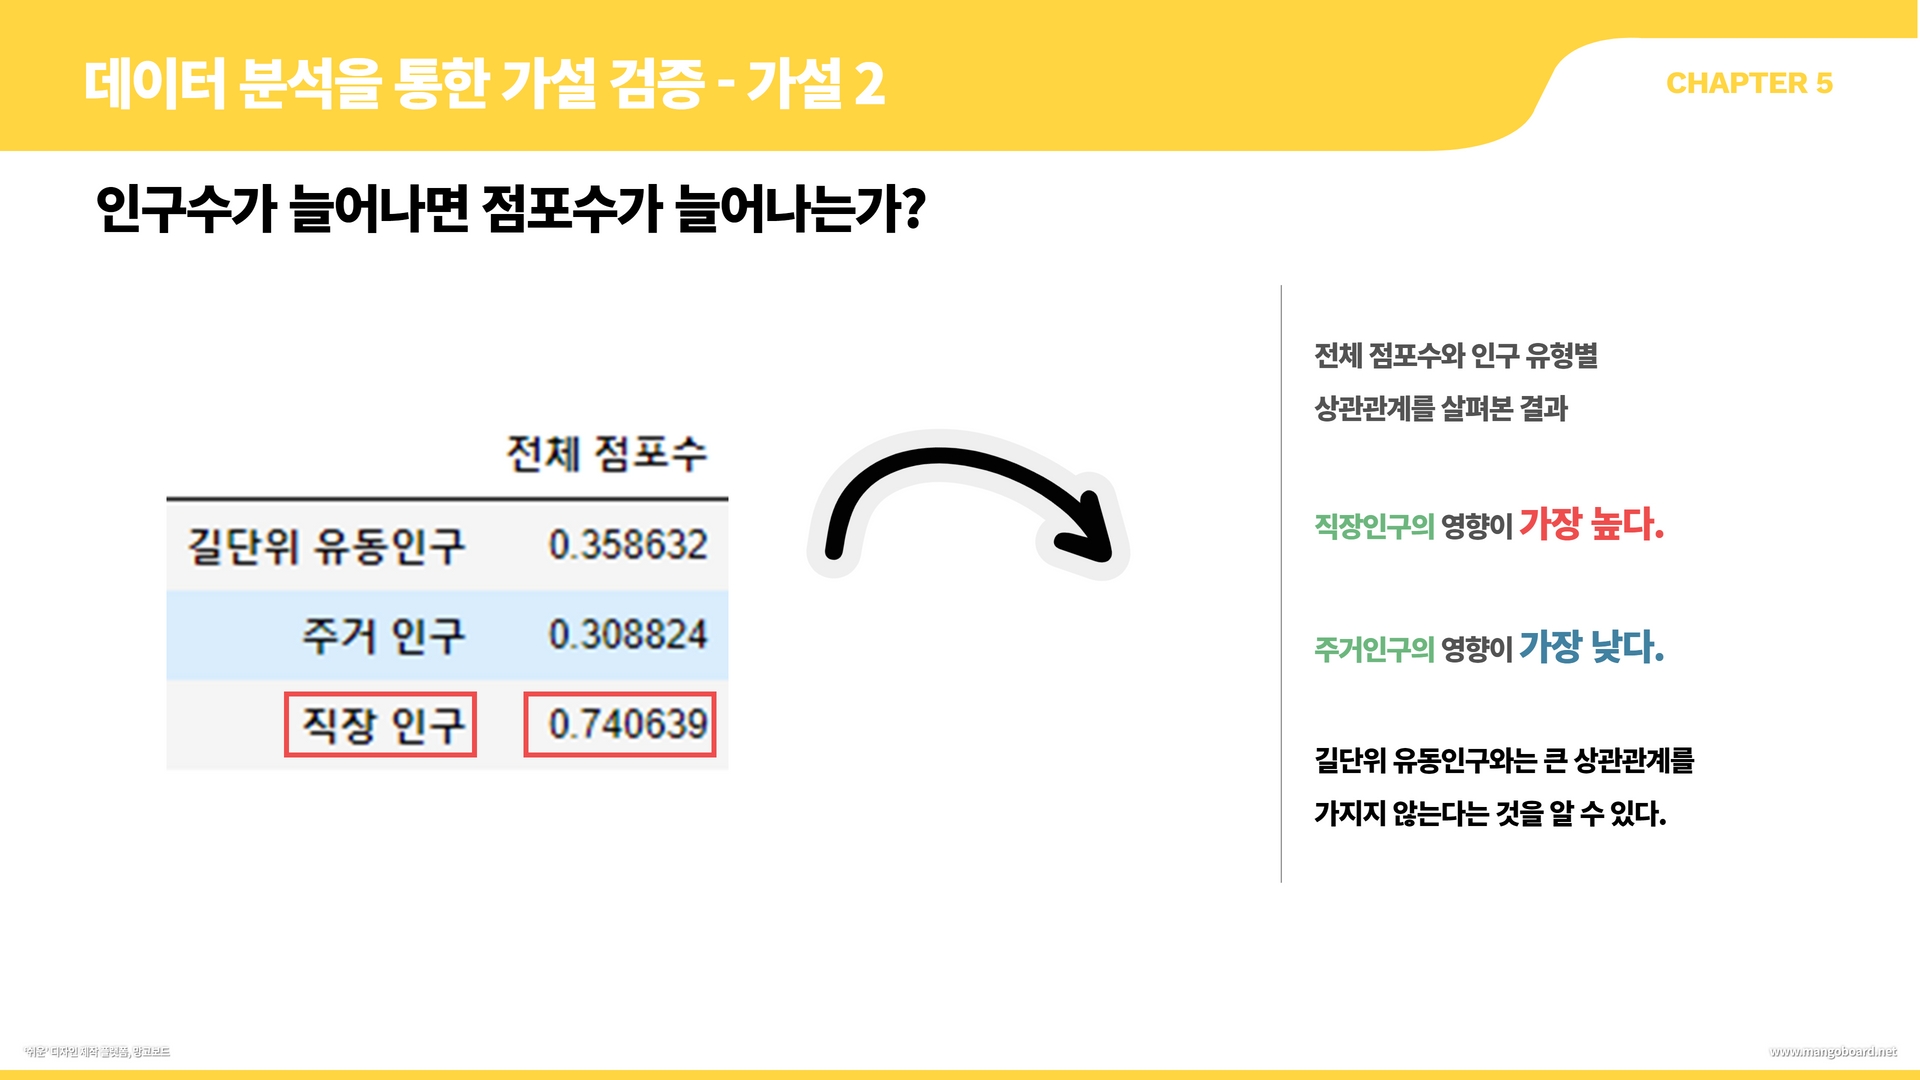 데이터 분석을 통한 가설 검증 - 가설 2
CHAPTER 5
인구수가 늘어나면 점포수가 늘어나는가?
전체 점포수
길단위 유동인구 0.358632
주거 인구 0.308824
직장 인구 0.740639
전체 점포수와 인구 유형별
상관관계를 살펴본 결과
직장인구의 영향이 가장 높다.
주거인구의 영향이 가장 낮다.
길단위 유동인구와는 큰 상관관계를
가지지 않는다는 것을 알 수 있다.
'쉬운' 디자인 제작 플랫폼, 망고보드
www.mangoboard.net